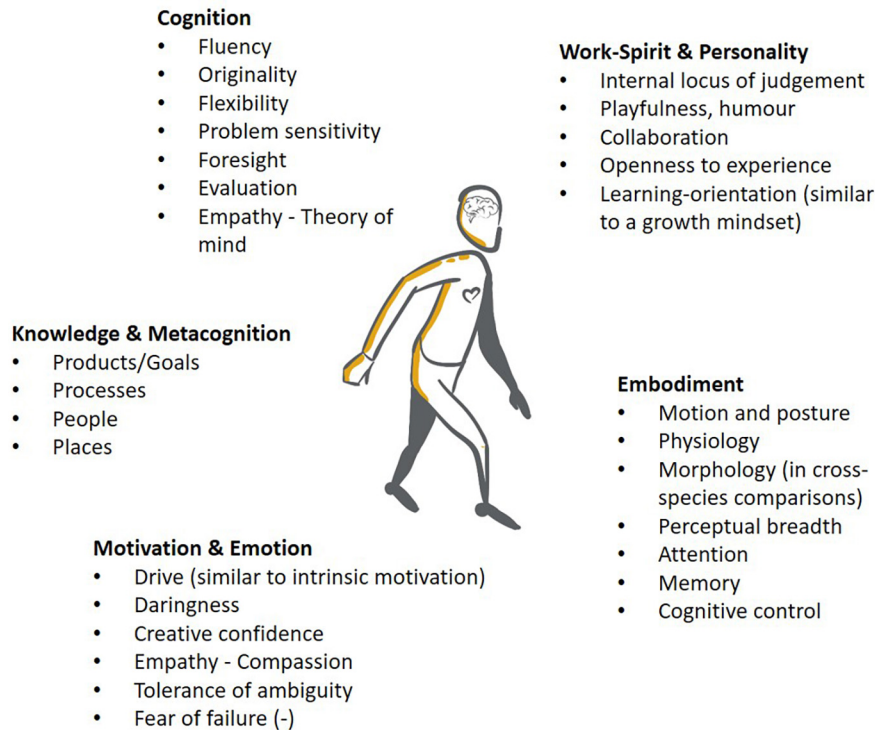 Cognition
• Fluency
• Originality
• Flexibility
• Problem sensitivity
• Foresight
• Evaluation
• Empathy - Theory of
mind
Work-Spirit & Personality
• Internal locus of judgement
• Playfulness, humour
• Collaboration
• Openness to experience
• Learning-orientation (similar
to a growth mindset)
Knowledge & Metacognition
• Products/Goals
• Processes
• People
• Places
Embodiment
• Motion and posture
• Physiology
• Morphology (in cross-
species comparisons)
• Perceptual breadth
• Attention
• Memory
• Cognitive control
Motivation & Emotion
• Drive (similar to intrinsic motivation)
• Daringness
• Creative confidence
• Empathy - Compassion
• Tolerance of ambiguity
• Fear of failure (-)